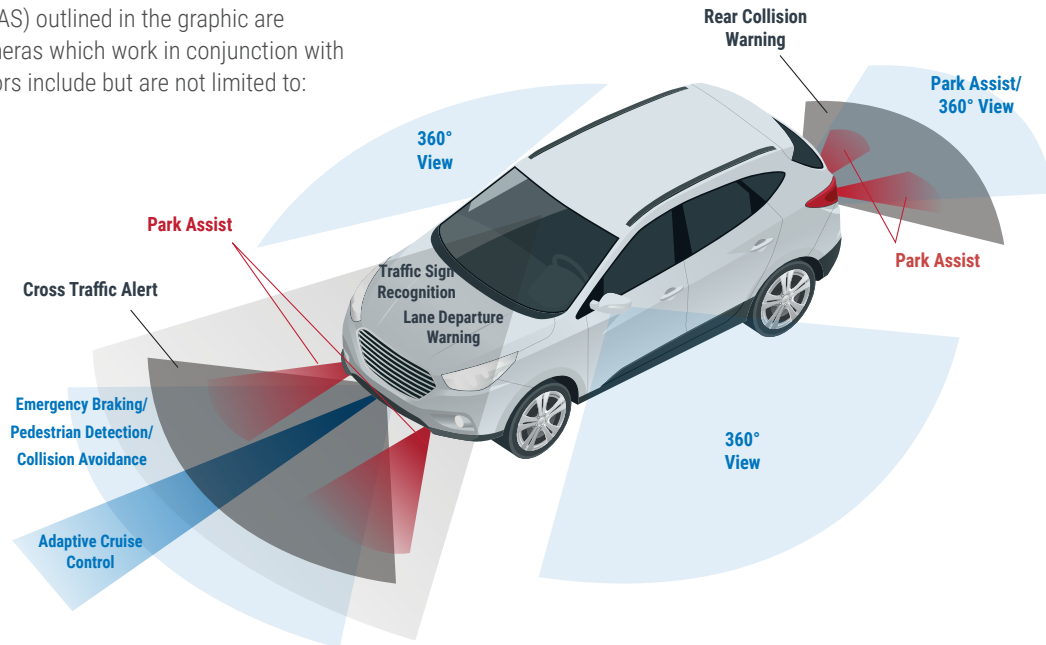 AS) outlined in the graphic are
eras which work in conjunction with
ors include but are not limited to:
Rear Collision
Warning
Park Assist/
360° View
360°
View
Park Assist
Park Assist
Traffic Sign
Recognition
Cross Traffic Alert
Lane Departure
Warning
Emergency Braking/
Pedestrian Detection/
Collision Avoidance
360°
View
Adaptive Cruise
Control